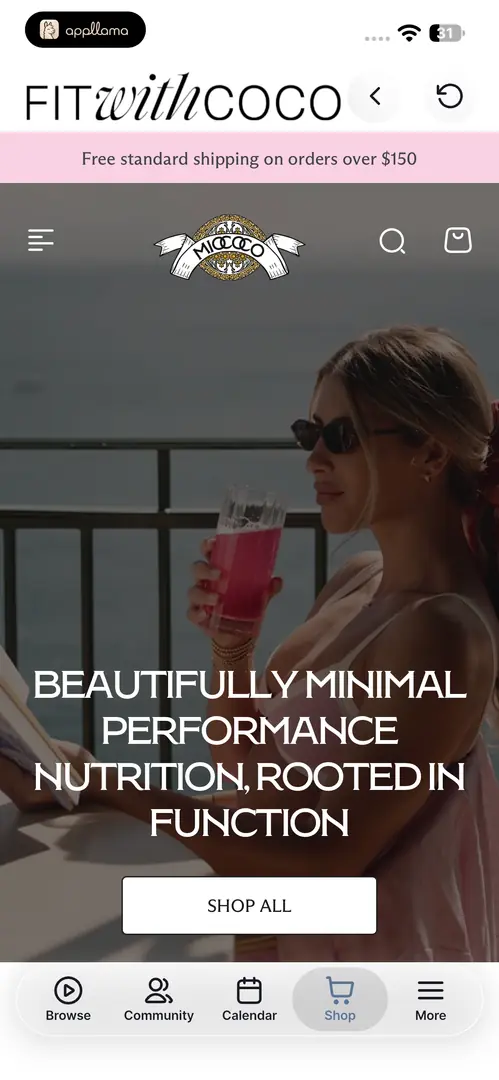 appllama
31
FITwithCOCO
Free standard shipping on orders over $150
MIOCOCO
BEAUTIFULLY MINIMAL
PERFORMANCE
NUTRITION, ROOTED IN
FUNCTION
SHOP ALL
Browse
Community
Calendar
Shop
More